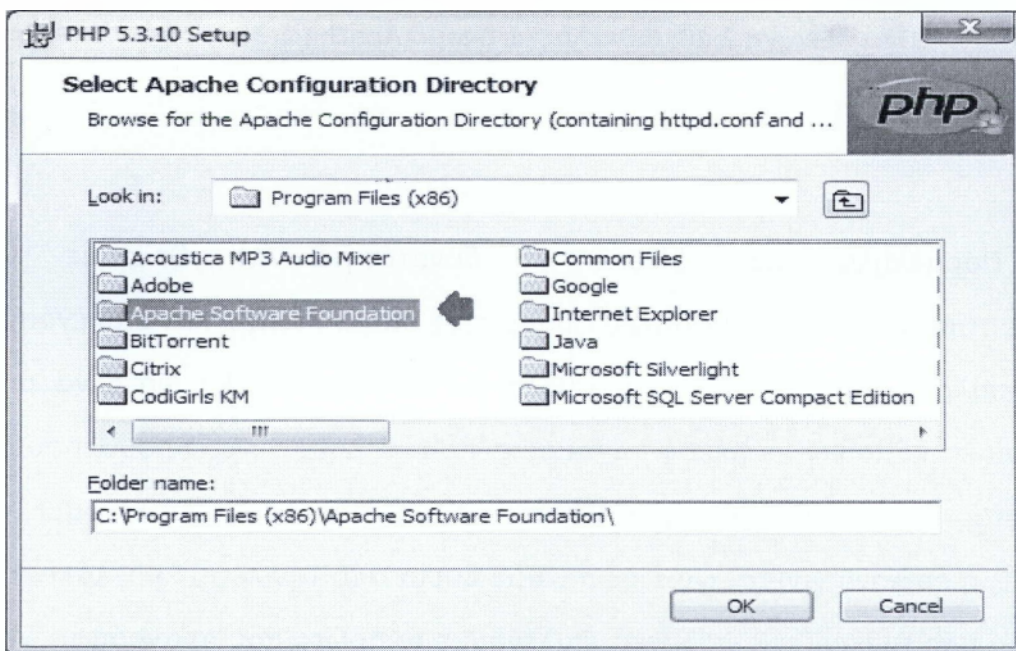 PHP 5.3.10 Setup
Select Apache Configuration Directory
Browse for the Apache Configuration Directory (containing httpd.conf and ...
php
Look in:
Program Files (x86)
Acoustica MP3 Audio Mixer
Adobe
Apache Software Foundation
BitTorrent
Citrix
CodiGirls KM
Common Files
Google
Internet Explorer
Java
Microsoft Silverlight
Microsoft SQL Server Compact Edition
Folder name:
C:\Program Files (x86)\Apache Software Foundation\
OK
Cancel